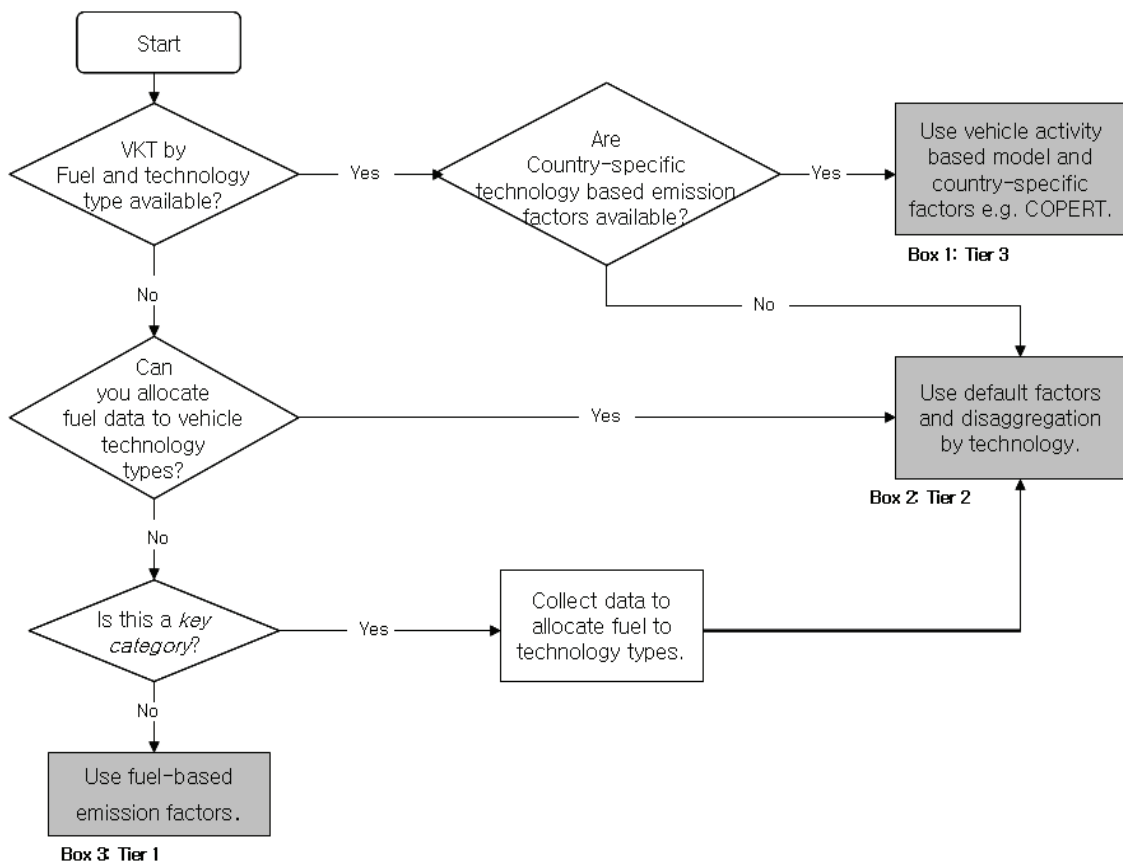 Start
VKT by
Fuel and technology
type available?
Yes
Are
Country-specific
technology based emission
factors available?
Yes
Use vehicle activity
based model and
country-specific
factors e.g. COPERT.
Box 1: Tier 3
No
No
Can
you allocate
fuel data to vehicle
technology
types?
Yes
Use default factors
and disaggregation
by technology.
Box 2: Tier 2
No
Is this a key
category?
Yes
Collect data to
allocate fuel to
technology types.
No
Use fuel-based
emission factors.
Box 3: Tier 1